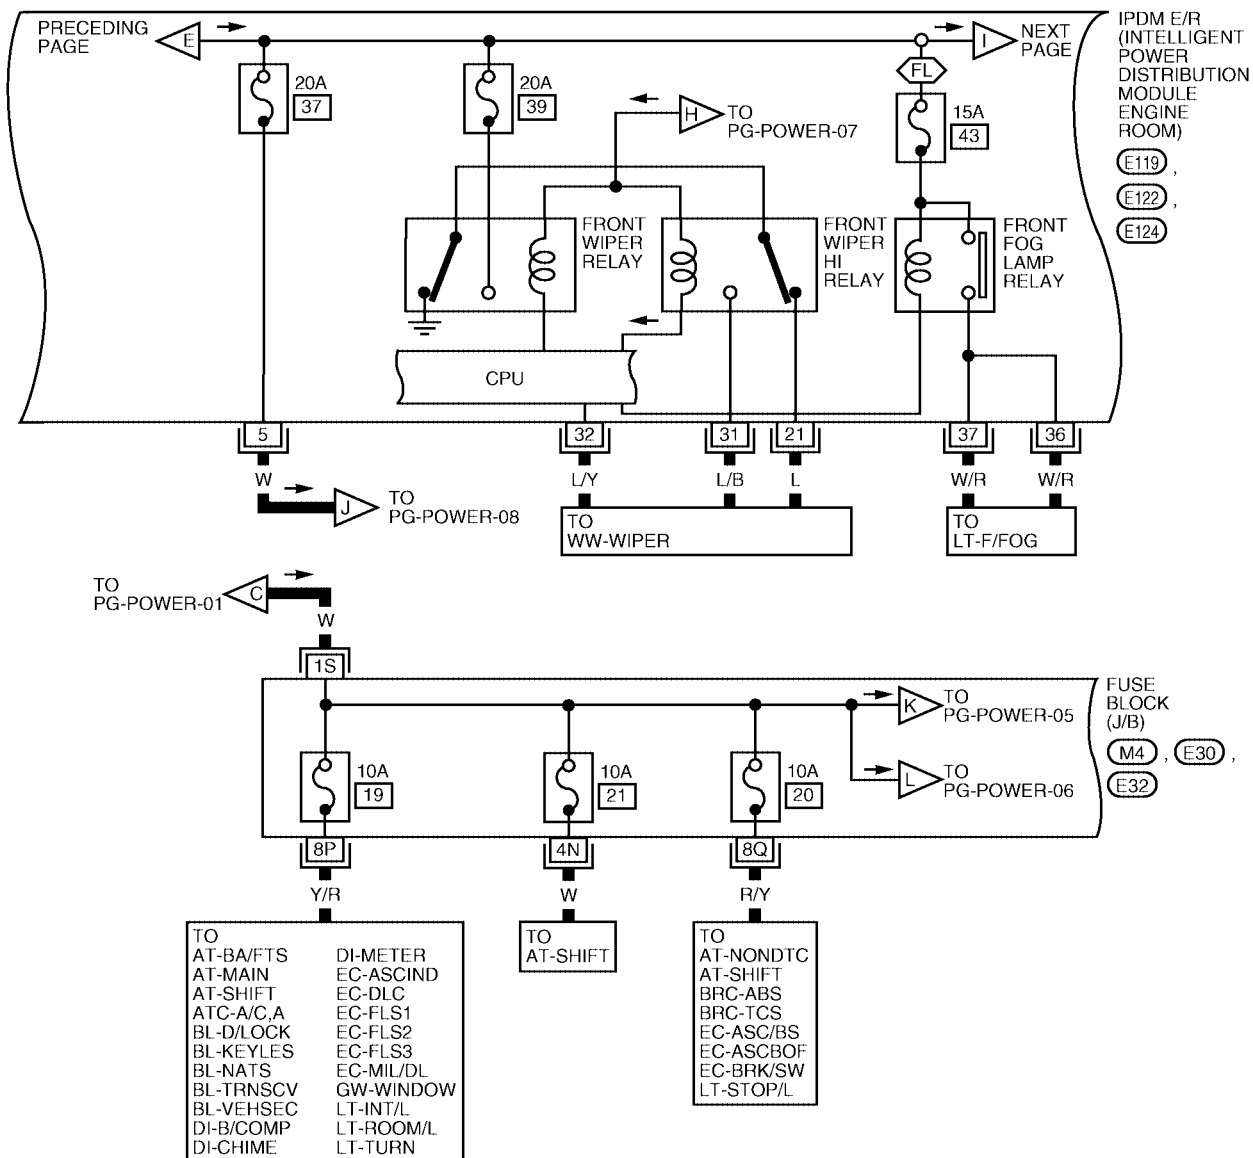 PRECEDING
PAGE
E
I
NEXT
PAGE
IPDM E/R
(INTELLIGENT
POWER
DISTRIBUTION
MODULE
ENGINE
ROOM)
E119 ,
E122 ,
E124
20A
37
20A
39
H
TO
PG-POWER-07
FL
15A
43
FRONT
WIPER
RELAY
FRONT
WIPER
HI
RELAY
FRONT
FOG
LAMP
RELAY
CPU
5
32
31
21
37
36
W
L/Y
L/B
L
W/R
W/R
J
TO
PG-POWER-08
TO
WW-WIPER
TO
LT-F/FOG
TO
PG-POWER-01
C
W
1S
K
TO
PG-POWER-05
L
TO
PG-POWER-06
FUSE
BLOCK
(J/B)
M4 , E30 ,
E32
10A
19
10A
21
10A
20
8P
4N
8Q
Y/R
W
R/Y
TO
AT-BA/FTS
AT-MAIN
AT-SHIFT
ATC-A/C,A
BL-D/LOCK
BL-KEYLES
BL-NATS
BL-TRNSCV
BL-VEHSEC
DI-B/COMP
DI-CHIME
DI-METER
EC-ASCIND
EC-DLC
EC-FLS1
EC-FLS2
EC-FLS3
EC-MIL/DL
GW-WINDOW
LT-INT/L
LT-ROOM/L
LT-TURN
TO
AT-SHIFT
TO
AT-NONDTC
AT-SHIFT
BRC-ABS
BRC-TCS
EC-ASC/BS
EC-ASCBOF
EC-BRK/SW
LT-STOP/L